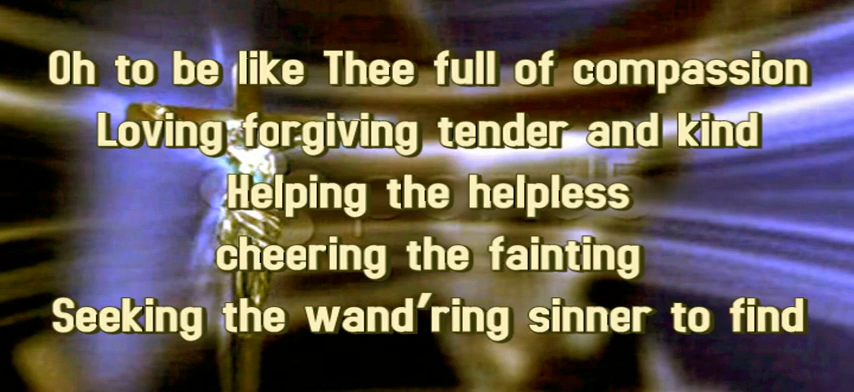 Oh to be like Thee full of compassion
Loving forgiving tender and kind
Helping the helpless
cheering the fainting
Seeking the wand'ring sinner to find